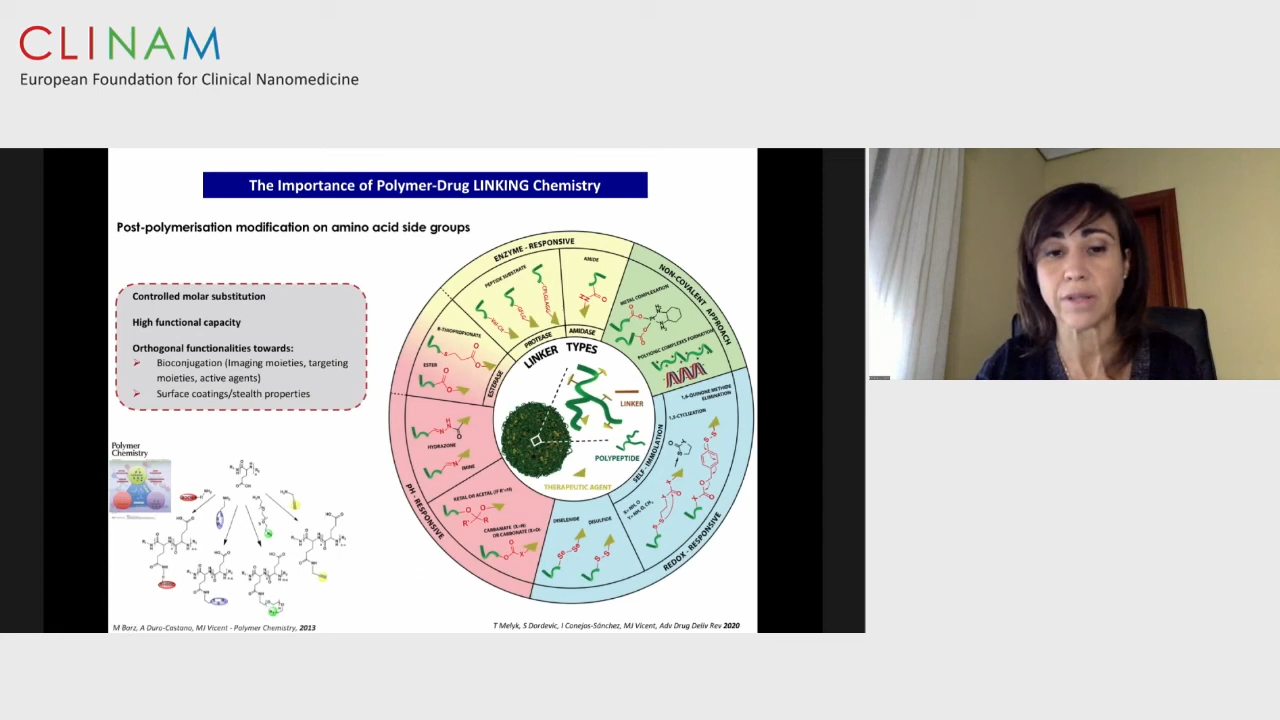 CLINAM
European Foundation for Clinical Nanomedicine
The Importance of Polymer-Drug LINKING Chemistry
Post-polymerisation modification on amino acid side groups
Controlled molar substitution
High functional capacity
Orthogonal functionalities towards:
Bioconjugation (Imaging moieties, targeting
moieties, active agents)
Surface coatings/stealth properties
Polymer
Chemistry
ENZYME - RESPONSIVE
PEPTIDE SUBSTRATE
AMIDE
PROTEASE
AMIDASE
ESTER
ESTERASE
NON-COVALENT APPROACH
METAL COMPLEXATION
POLYIONIC COMPLEXES FORMATION
LINKER TYPES
LINKER
POLYPEPTIDE
THERAPEUTIC AGENT
pH - RESPONSIVE
HYDRAZONE
IMINE
KETAL OR ACETAL (IF R'=H)
CARBAMATE (X=N)
OR CARBONATE (X=O)
REDOX - RESPONSIVE
DISELENIDE
DISULFIDE
SELF - IMMOLATION
1,6-QUINONE METHIDE
ELIMINATION
1,5-CYCLIZATION
M Barz, A Duro-Castano, MJ Vicent - Polymer Chemistry, 2013
T Melyk, S Dordevic, I Conejos-Sánchez, MJ Vicent, Adv Drug Deliv Rev 2020